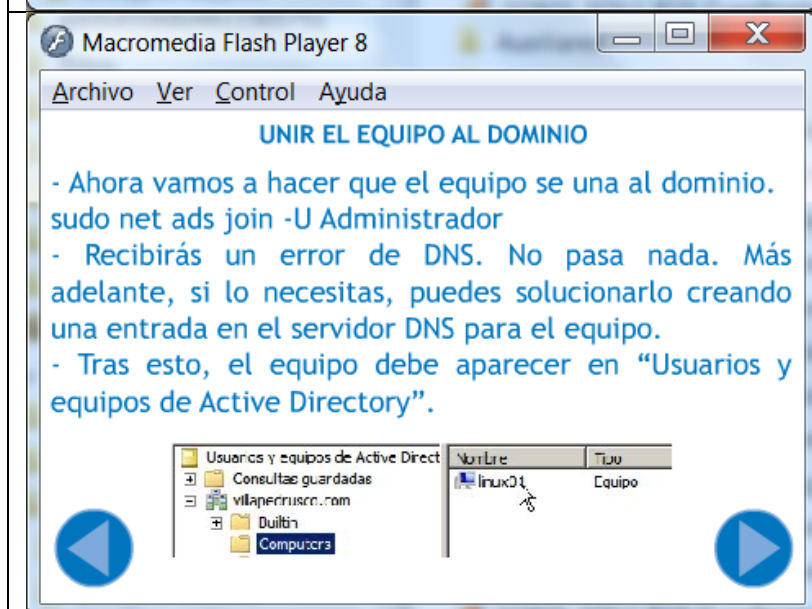 Macromedia Flash Player 8
Archivo Ver Control Ayuda
UNIR EL EQUIPO AL DOMINIO
- Ahora vamos a hacer que el equipo se una al dominio.
sudo net ads join -U Administrador
- Recibirás un error de DNS. No pasa nada. Más
adelante, si lo necesitas, puedes solucionarlo creando
una entrada en el servidor DNS para el equipo.
- Tras esto, el equipo debe aparecer en “Usuarios y
equipos de Active Directory”.
Usuarios y equipos de Active Direct
Consultas guardadas
villapedrusco.com
Builtin
Computers
Nombre Tipo
linux01 Equipo